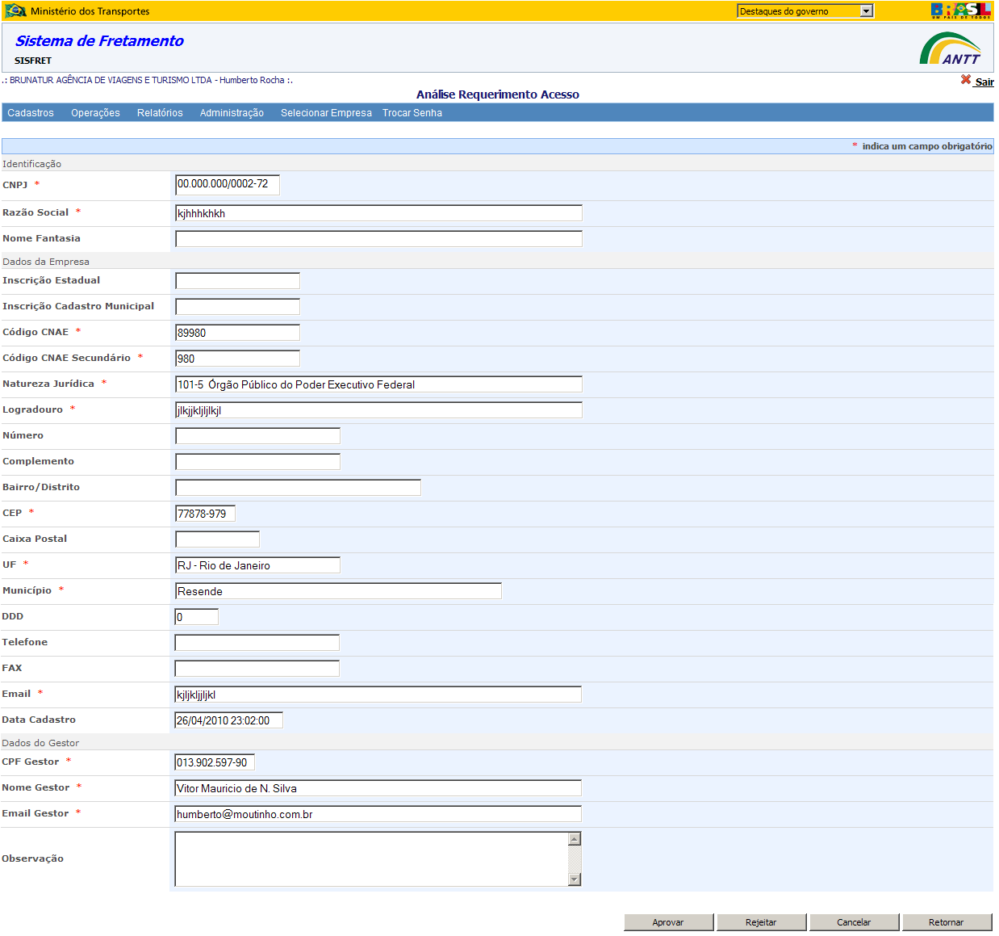 Ministério dos Transportes
Destaques do governo
BRASIL
UM PAÍS DE TODOS
Sistema de Fretamento
SISFRET
ANTT
.: BRUNATUR AGÊNCIA DE VIAGENS E TURISMO LTDA - Humberto Rocha :.
Sair
Análise Requerimento Acesso
Cadastros Operações Relatórios Administração Selecionar Empresa Trocar Senha
* indica um campo obrigatório
Identificação
CNPJ * 00.000.000/0002-72
Razão Social * kjhhhkhkh
Nome Fantasia
Dados da Empresa
Inscrição Estadual
Inscrição Cadastro Municipal
Código CNAE * 89980
Código CNAE Secundário * 980
Natureza Jurídica * 101-5 Órgão Público do Poder Executivo Federal
Logradouro * jlkjjkljljlkjl
Número
Complemento
Bairro/Distrito
CEP * 77878-979
Caixa Postal
UF * RJ - Rio de Janeiro
Município * Resende
DDD 0
Telefone
FAX
Email * kjljkljjljkl
Data Cadastro 26/04/2010 23:02:00
Dados do Gestor
CPF Gestor * 013.902.597-90
Nome Gestor * Vitor Mauricio de N. Silva
Email Gestor * humberto@moutinho.com.br
Observação
Aprovar Rejeitar Cancelar Retornar